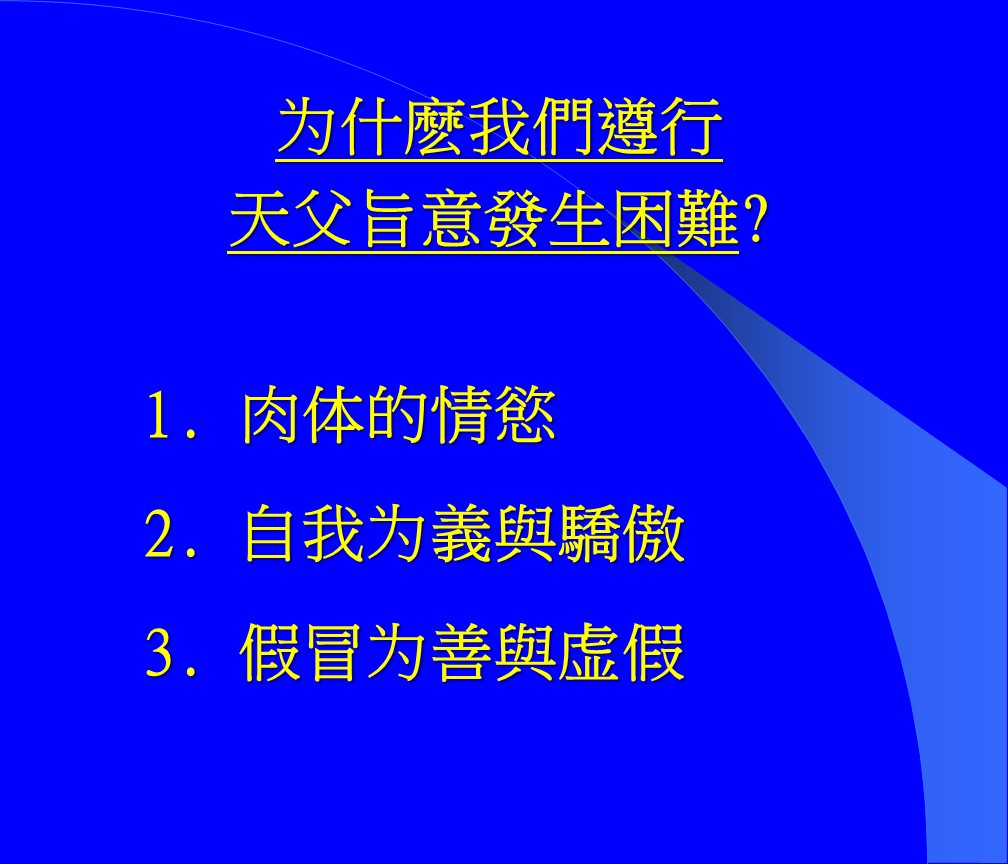 为什麼我們遵行
天父旨意發生困難?
1. 肉体的情慾
2. 自我为義與驕傲
3. 假冒为善與虚假